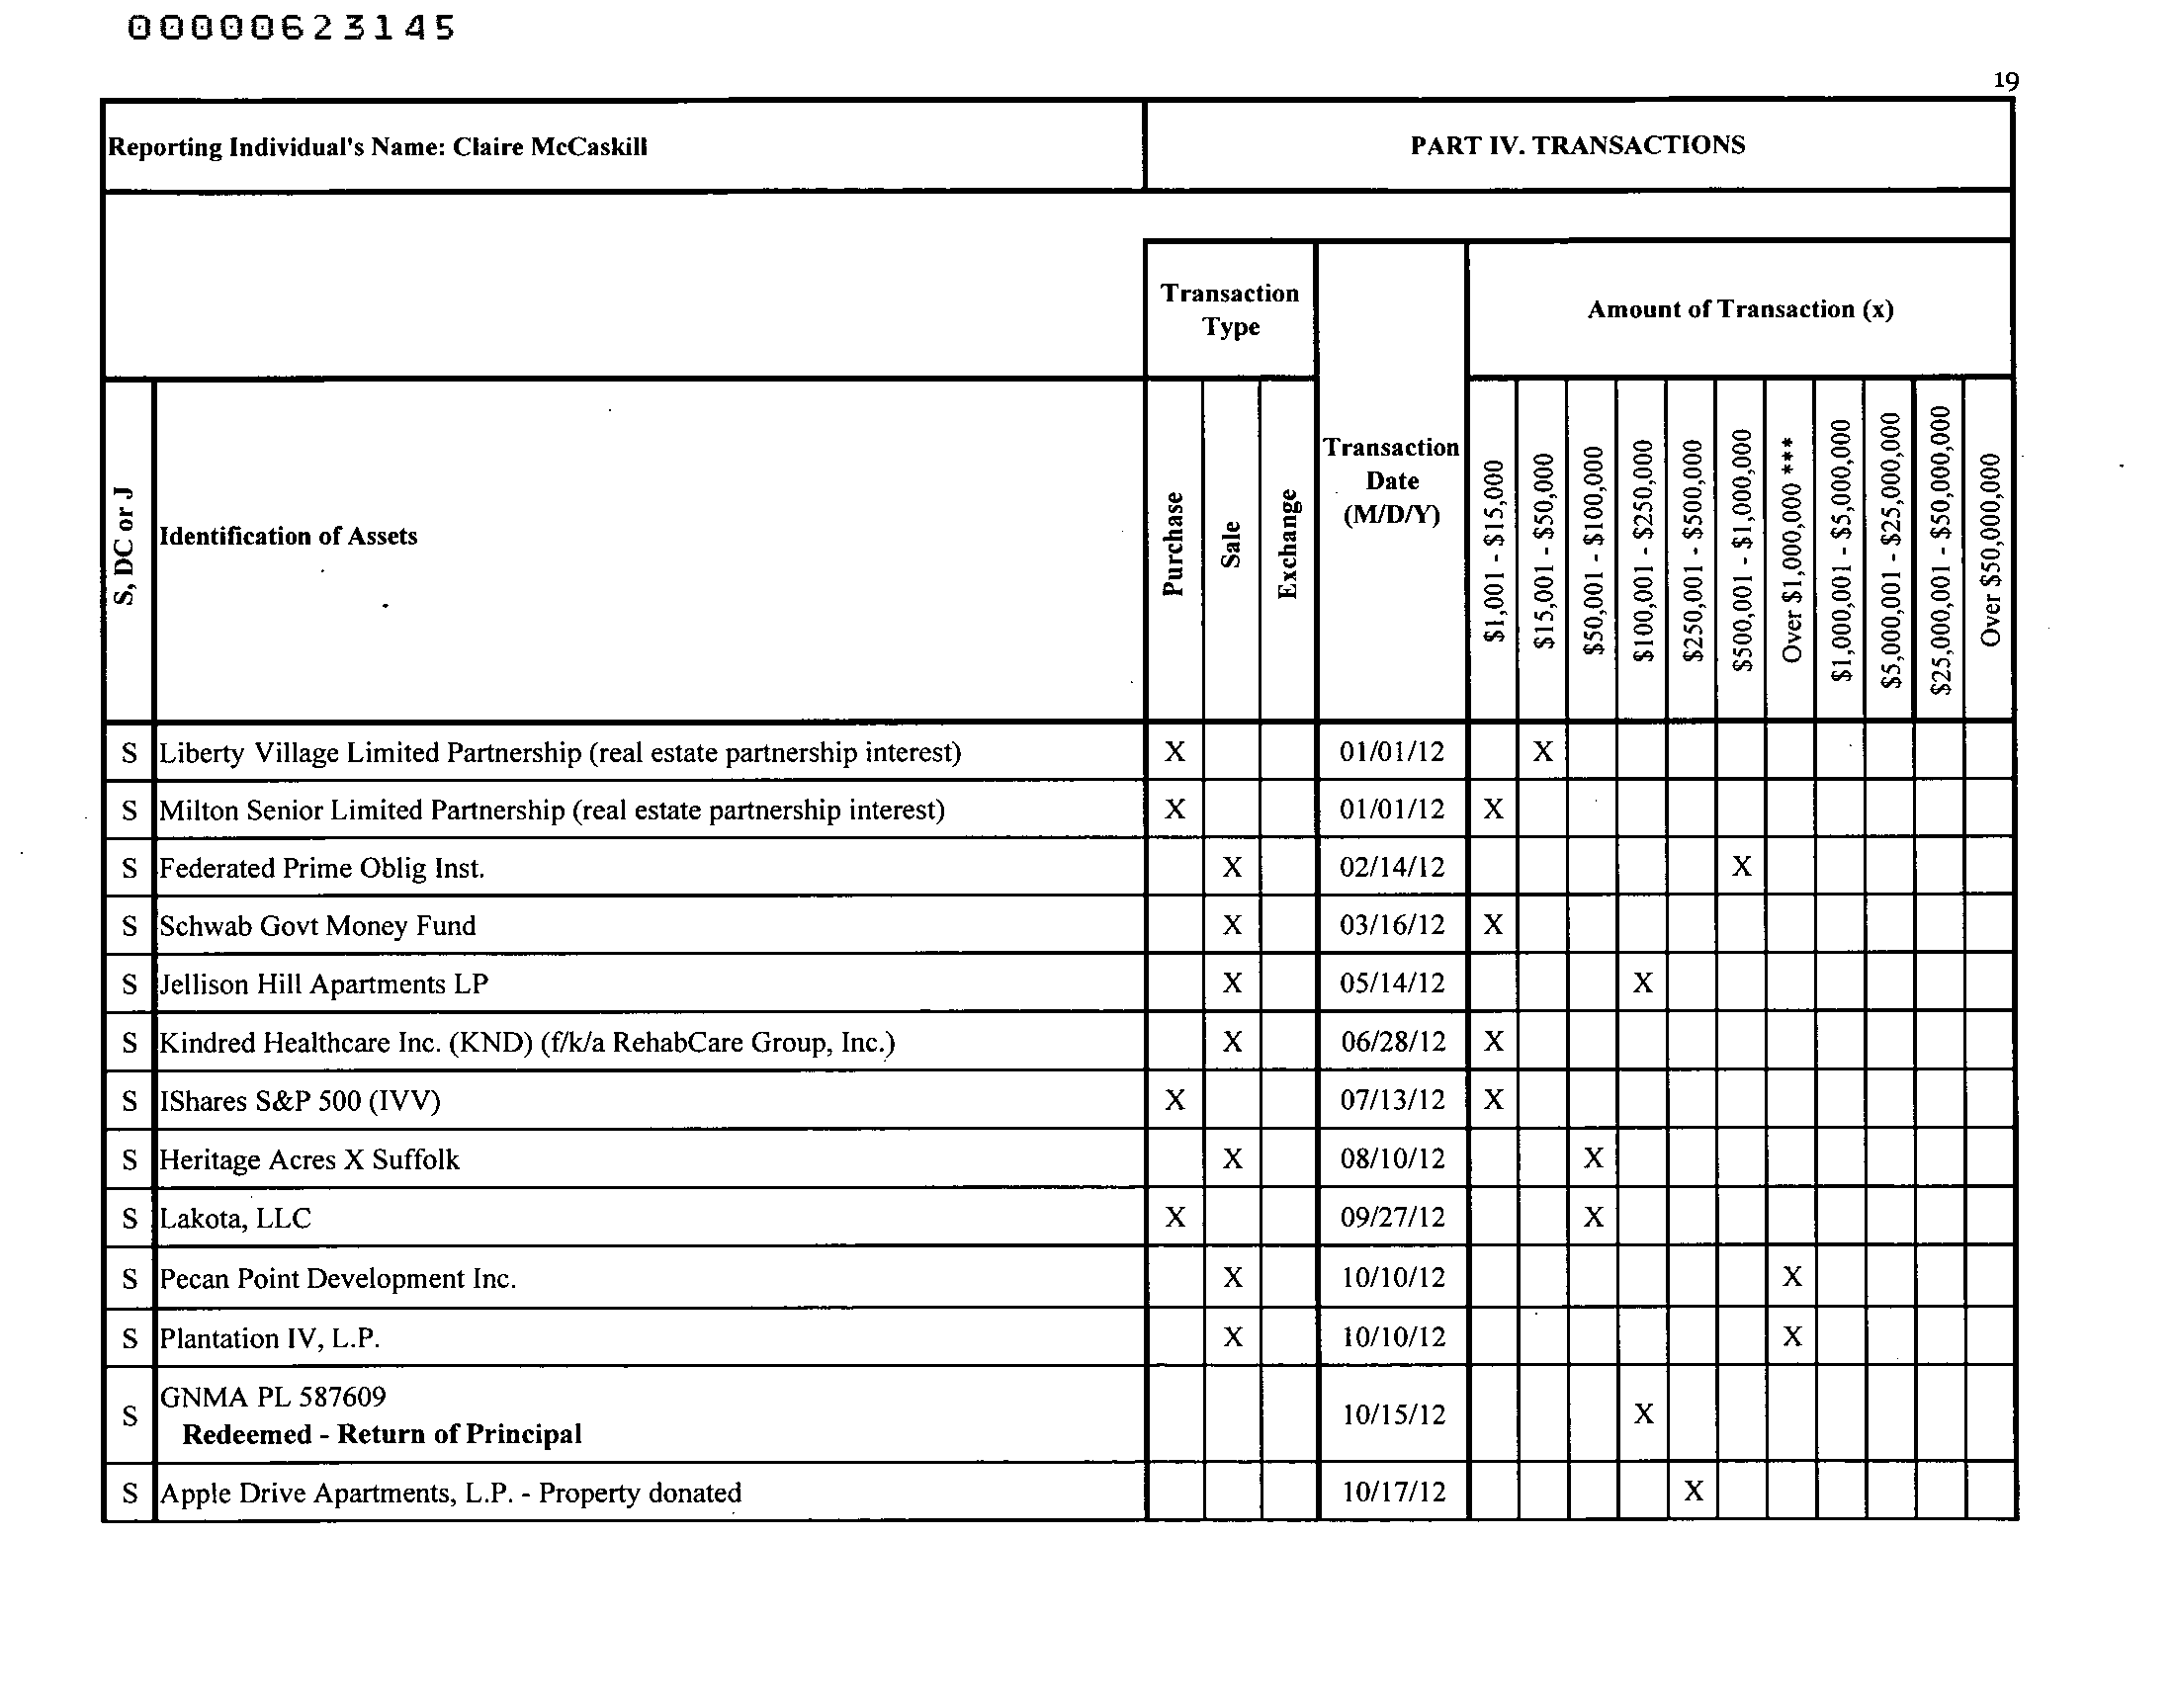 00000623145
19
Reporting Individual's Name: Claire McCaskill
PART IV. TRANSACTIONS
Transaction
Type
Amount of Transaction (x)
S, DC or J
Identification of Assets
Purchase
Sale
Exchange
Transaction
Date
(M/D/Y)
$1,001 - $15,000
$15,001 - $50,000
$50,001 - $100,000
$100,001 - $250,000
$250,001 - $500,000
$500,001 - $1,000,000
Over $1,000,000 ***
$1,000,001 - $5,000,000
$5,000,001 - $25,000,000
$25,000,001 - $50,000,000
Over $50,000,000
S Liberty Village Limited Partnership (real estate partnership interest) X 01/01/12 X
S Milton Senior Limited Partnership (real estate partnership interest) X 01/01/12 X
S Federated Prime Oblig Inst. X 02/14/12 X
S Schwab Govt Money Fund X 03/16/12 X
S Jellison Hill Apartments LP X 05/14/12 X
S Kindred Healthcare Inc. (KND) (f/k/a RehabCare Group, Inc.) X 06/28/12 X
S IShares S&P 500 (IVV) X 07/13/12 X
S Heritage Acres X Suffolk X 08/10/12 X
S Lakota, LLC X 09/27/12 X
S Pecan Point Development Inc. X 10/10/12 X
S Plantation IV, L.P. X 10/10/12 X
S GNMA PL 587609 10/15/12 X
Redeemed - Return of Principal
S Apple Drive Apartments, L.P. - Property donated 10/17/12 X